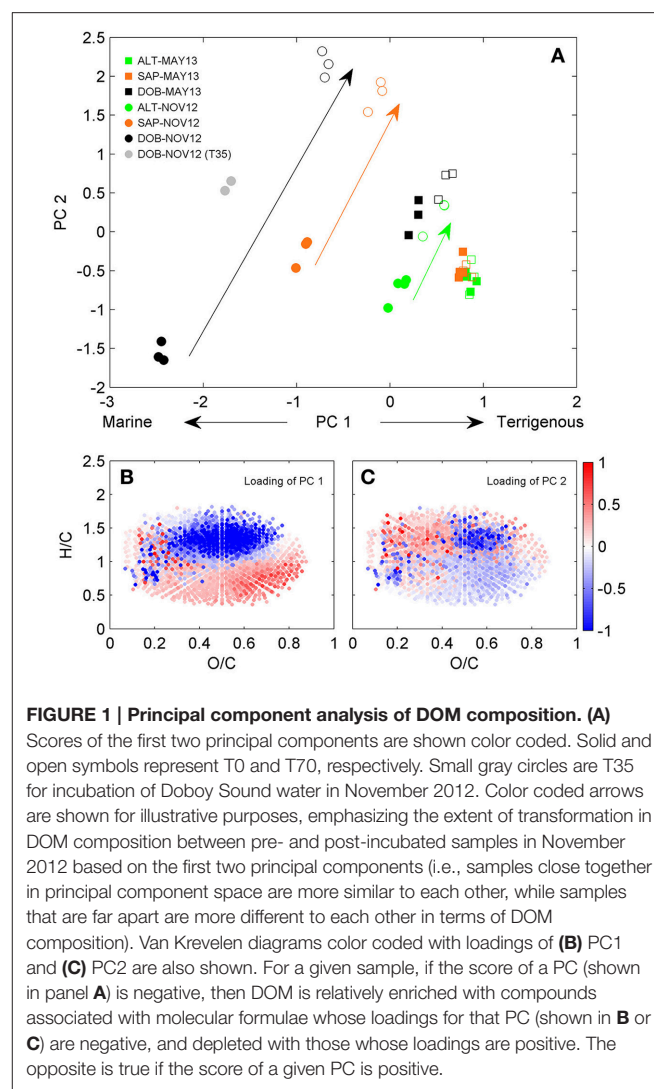 A
2.5
2
1.5
1
0.5
0
-0.5
-1
-1.5
-2
PC 2
ALT-MAY13
SAP-MAY13
DOB-MAY13
ALT-NOV12
SAP-NOV12
DOB-NOV12
DOB-NOV12 (T35)
-3 -2 -1 0 1 2
Marine PC 1 Terrigenous
B
Loading of PC 1
2.5
2
1.5
1
0.5
0
H/C
0 0.2 0.4 0.6 0.8 1
O/C
C
Loading of PC 2
0 0.2 0.4 0.6 0.8 1
O/C
1
0.5
0
-0.5
-1
FIGURE 1 | Principal component analysis of DOM composition. (A)
Scores of the first two principal components are shown color coded. Solid and
open symbols represent T0 and T70, respectively. Small gray circles are T35
for incubation of Doboy Sound water in November 2012. Color coded arrows
are shown for illustrative purposes, emphasizing the extent of transformation in
DOM composition between pre- and post-incubated samples in November
2012 based on the first two principal components (i.e., samples close together
in principal component space are more similar to each other, while samples
that are far apart are more different to each other in terms of DOM
composition). Van Krevelen diagrams color coded with loadings of (B) PC1
and (C) PC2 are also shown. For a given sample, if the score of a PC (shown
in panel A) is negative, then DOM is relatively enriched with compounds
associated with molecular formulae whose loadings for that PC (shown in B or
C) are negative, and depleted with those whose loadings are positive. The
opposite is true if the score of a given PC is positive.